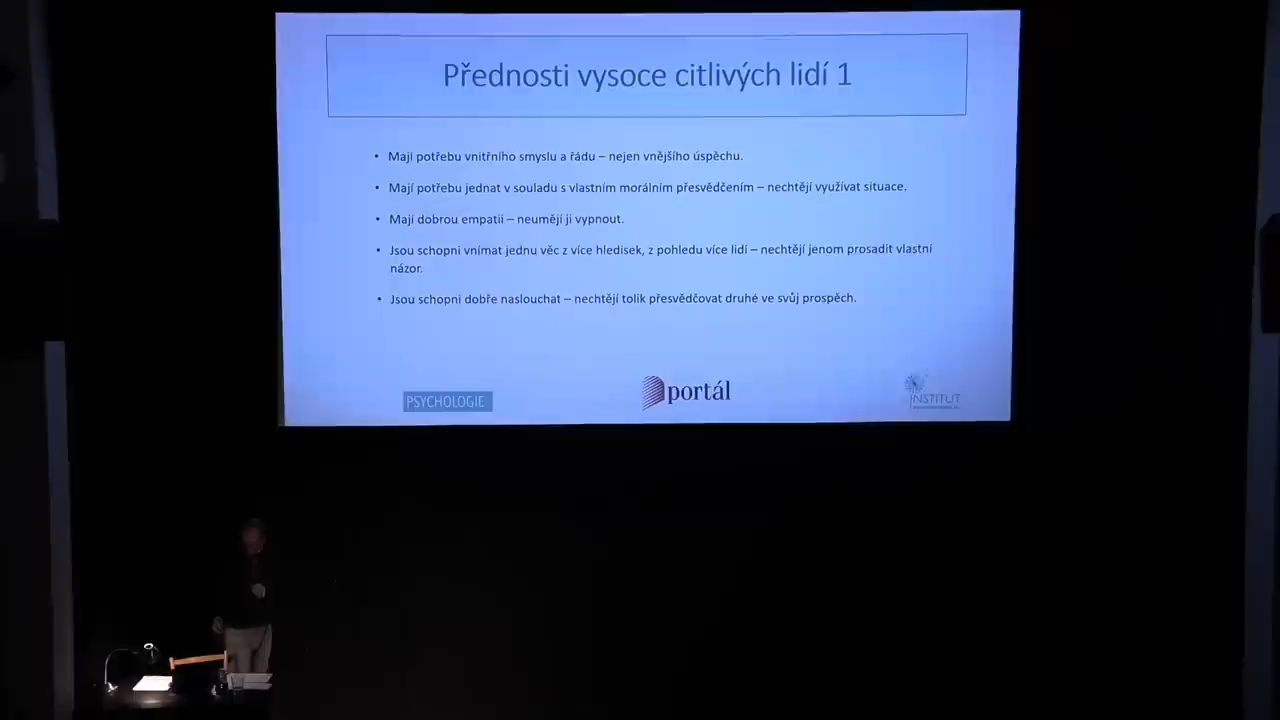 Přednosti vysoce citlivých lidí 1
• Mají potřebu vnitřního smyslu a řádu – nejen vnějšího úspěchu.
• Mají potřebu jednat v souladu s vlastním morálním přesvědčením – nechtějí využívat situace.
• Mají dobrou empatii – neumějí ji vypnout.
• Jsou schopni vnímat jednu věc z více hledisek, z pohledu více lidí – nechtějí jenom prosadit vlastní
názor.
• Jsou schopni dobře naslouchat – nechtějí tolik přesvědčovat druhé ve svůj prospěch.
PSYCHOLOGIE
portál
INSTITUT